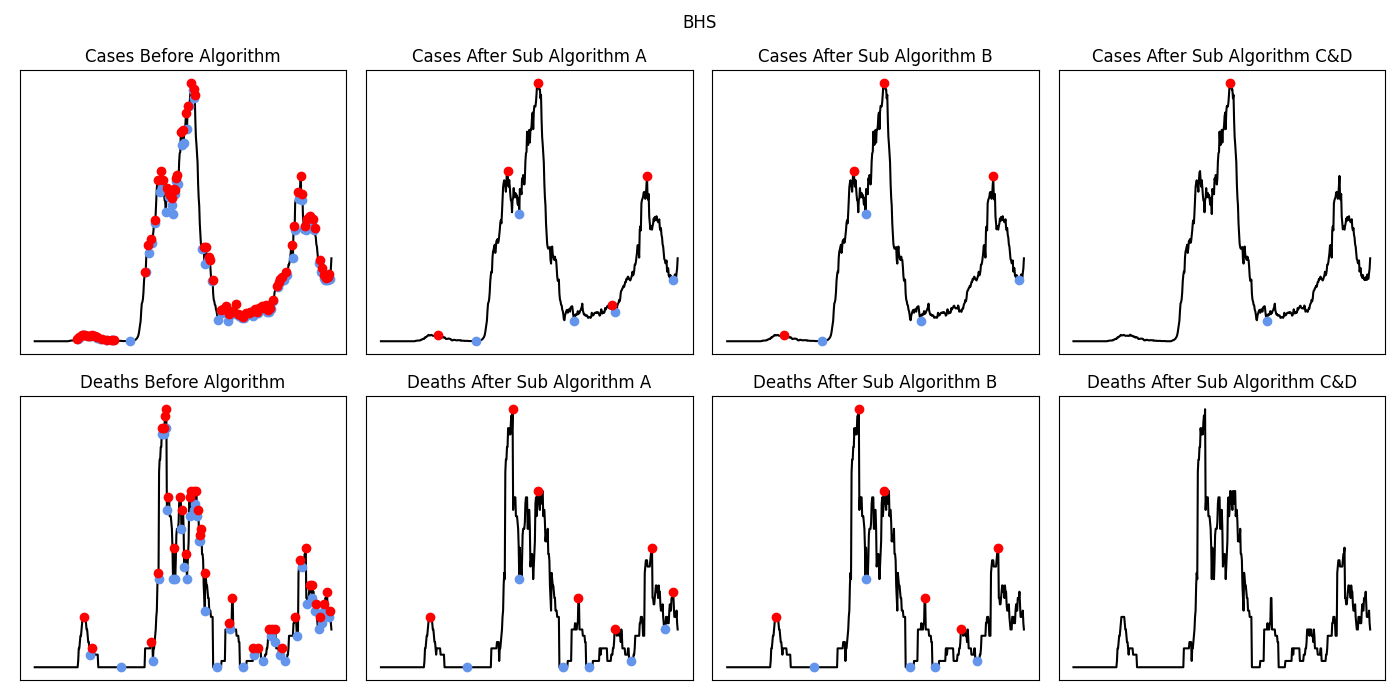 BHS
Cases Before Algorithm
Cases After Sub Algorithm A
Cases After Sub Algorithm B
Cases After Sub Algorithm C&D
Deaths Before Algorithm
Deaths After Sub Algorithm A
Deaths After Sub Algorithm B
Deaths After Sub Algorithm C&D